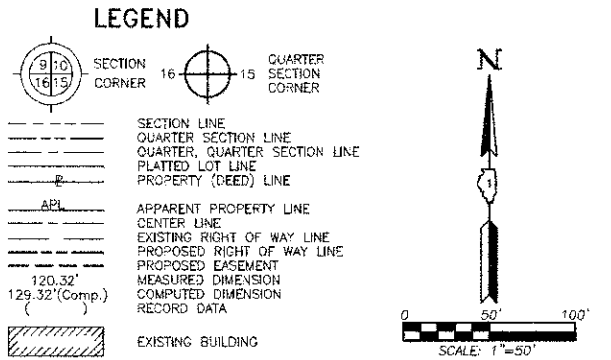 LEGEND
9 10
16 15
SECTION
CORNER
16
15
QUARTER
SECTION
CORNER
N
SECTION LINE
QUARTER SECTION LINE
QUARTER, QUARTER SECTION LINE
PLATTED LOT LINE
PROPERTY (DEED) LINE
APL APPARENT PROPERTY LINE
CENTER LINE
EXISTING RIGHT OF WAY LINE
PROPOSED RIGHT OF WAY LINE
PROPOSED EASEMENT
120.32' MEASURED DIMENSION
129.32'(Comp.) COMPUTED DIMENSION
( ) RECORD DATA
EXISTING BUILDING
1
0 50' 100'
SCALE: 1"=50'